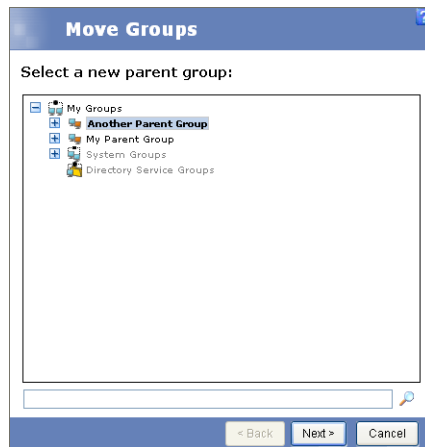 Move Groups
?
Select a new parent group:
My Groups
Another Parent Group
My Parent Group
System Groups
Directory Service Groups
< Back Next > Cancel